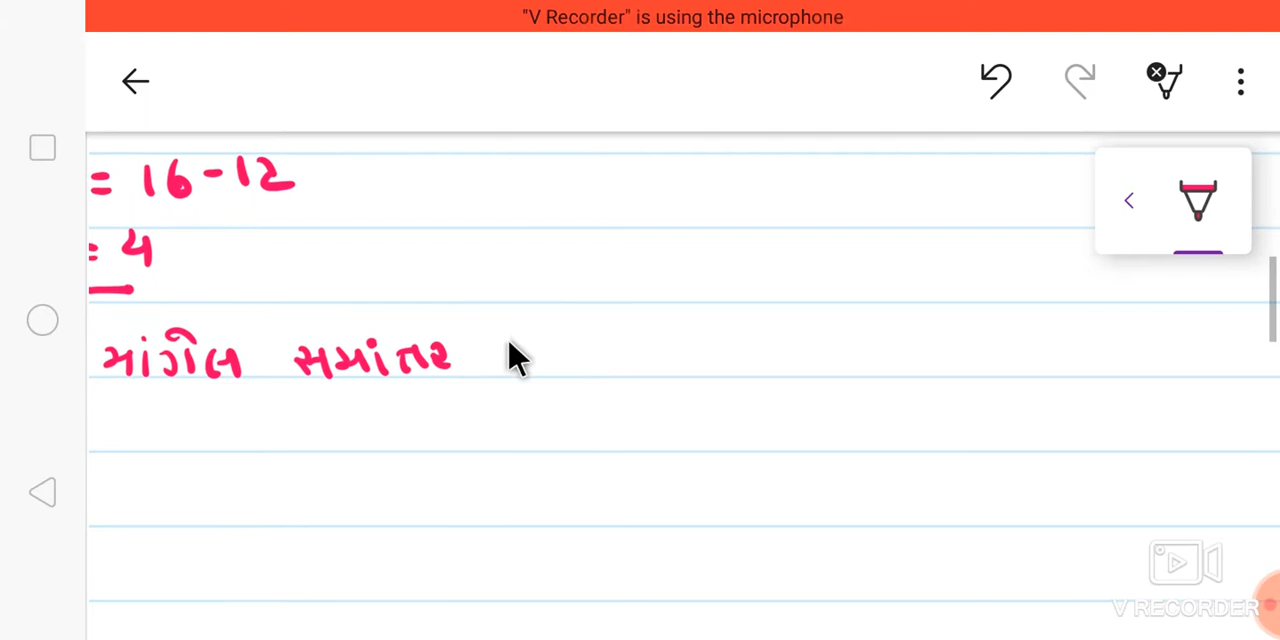 "V Recorder" is using the microphone
= 16 - 12
= 4
માંગેલ સમાંતર
V RECORDER